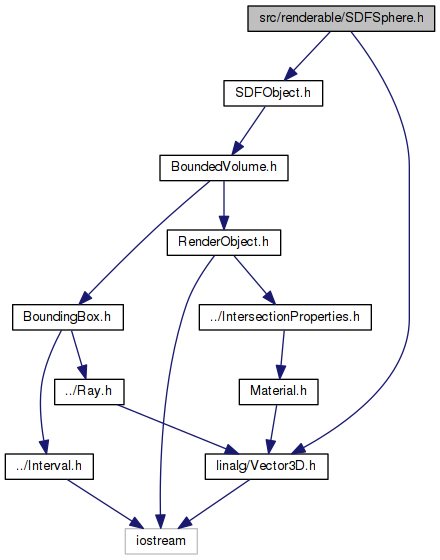 src/renderable/SDFSphere.h
SDFObject.h
BoundedVolume.h
RenderObject.h
BoundingBox.h
../IntersectionProperties.h
../Ray.h
Material.h
../Interval.h
linalg/Vector3D.h
iostream